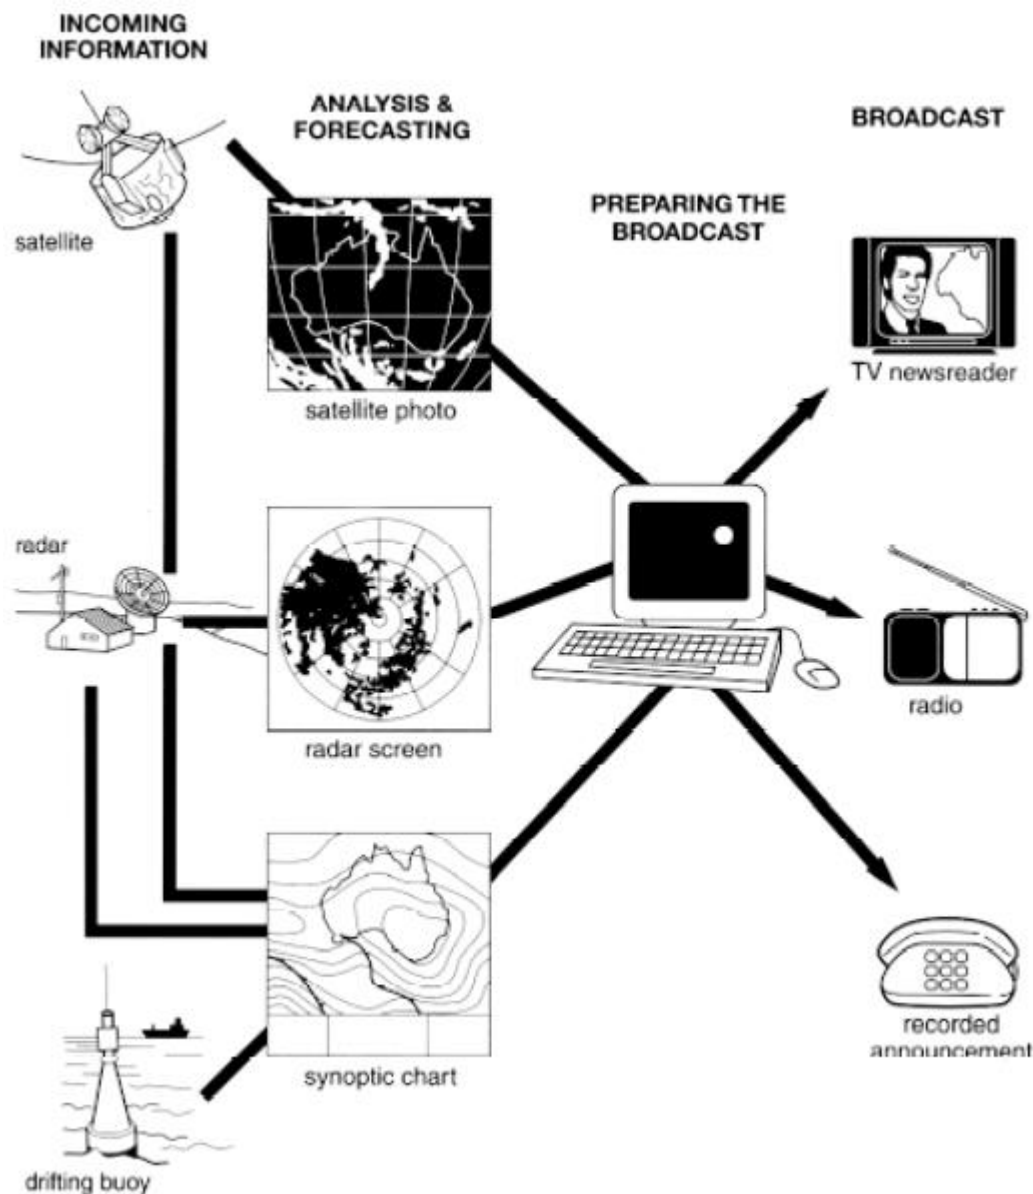 INCOMING
INFORMATION
ANALYSIS &
FORECASTING
BROADCAST
PREPARING THE
BROADCAST
satellite
TV newsreader
satellite photo
radar
radio
radar screen
recorded
announcement
synoptic chart
drifting buoy